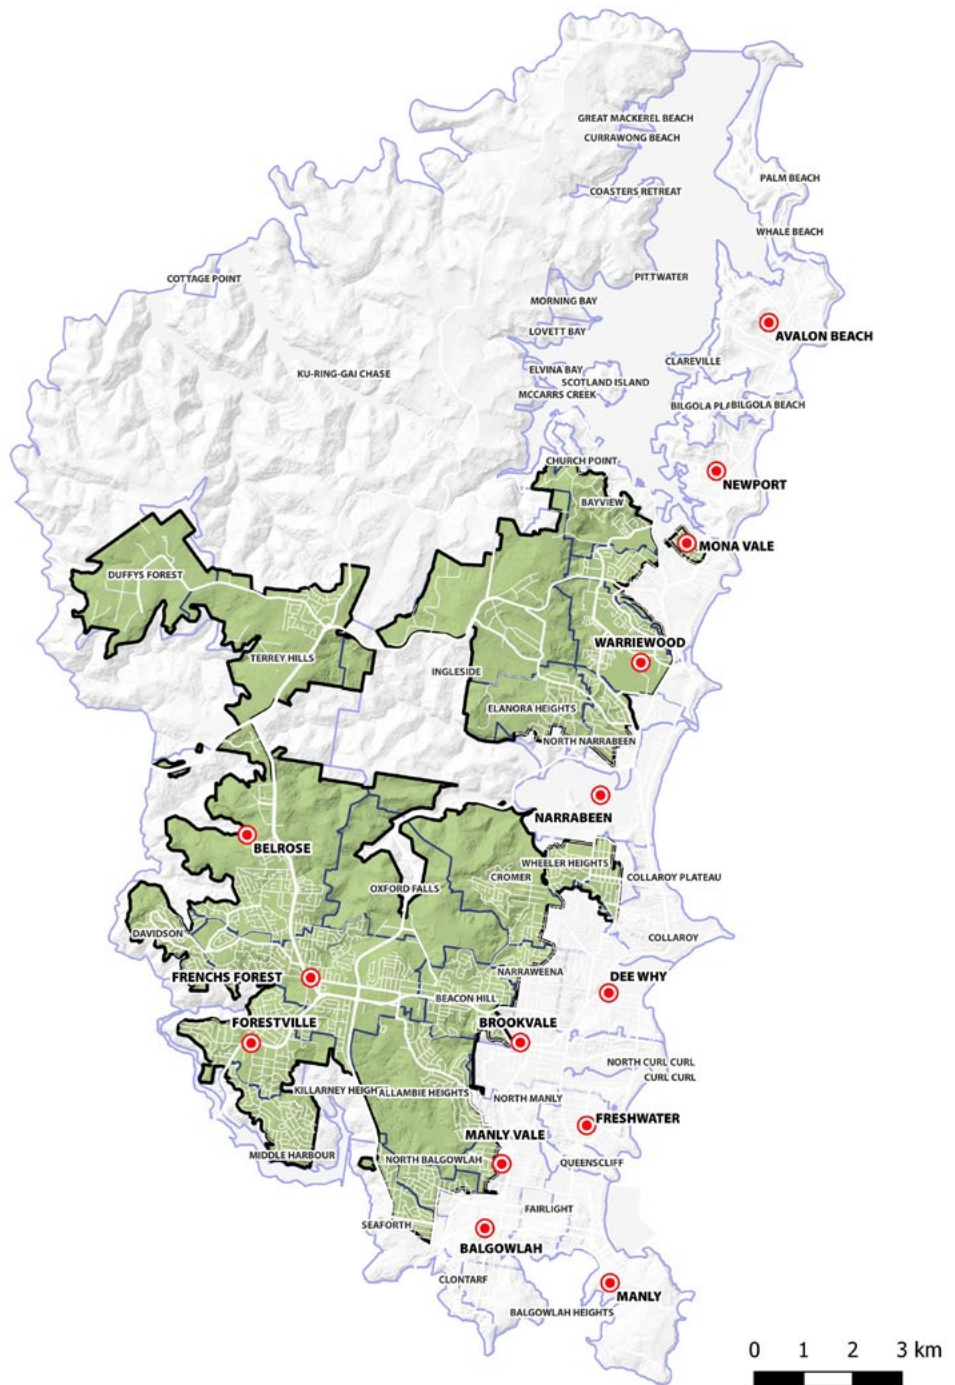 GREAT MACKEREL BEACH
CURRAWONG BEACH
PALM BEACH
COASTERS RETREAT
WHALE BEACH
COTTAGE POINT
PITTWATER
MORNING BAY
LOVETT BAY
AVALON BEACH
CLAREVILLE
ELVINA BAY
KU-RING-GAI CHASE
SCOTLAND ISLAND
MCCARRS CREEK
BILGOLA PLA
BILGOLA BEACH
CHURCH POINT
NEWPORT
BAYVIEW
MONA VALE
DUFFYS FOREST
WARRIEWOOD
TERREY HILLS
INGLESIDE
ELANORA HEIGHTS
NORTH NARRABEEN
NARRABEEN
BELROSE
WHEELER HEIGHTS
CROMER
COLLAROY PLATEAU
OXFORD FALLS
DAVIDSON
COLLAROY
NARRAWEENA
FRENCHS FOREST
DEE WHY
BEACON HILL
FORESTVILLE
BROOKVALE
NORTH CURL CURL
CURL CURL
KILLARNEY HEIGHT
ALLAMBIE HEIGHTS
NORTH MANLY
FRESHWATER
MANLY VALE
MIDDLE HARBOUR
NORTH BALGOWLAH
QUEENSCLIFF
FAIRLIGHT
SEAFORTH
BALGOWLAH
CLONTARF
MANLY
BALGOWLAH HEIGHTS
0 1 2 3 km